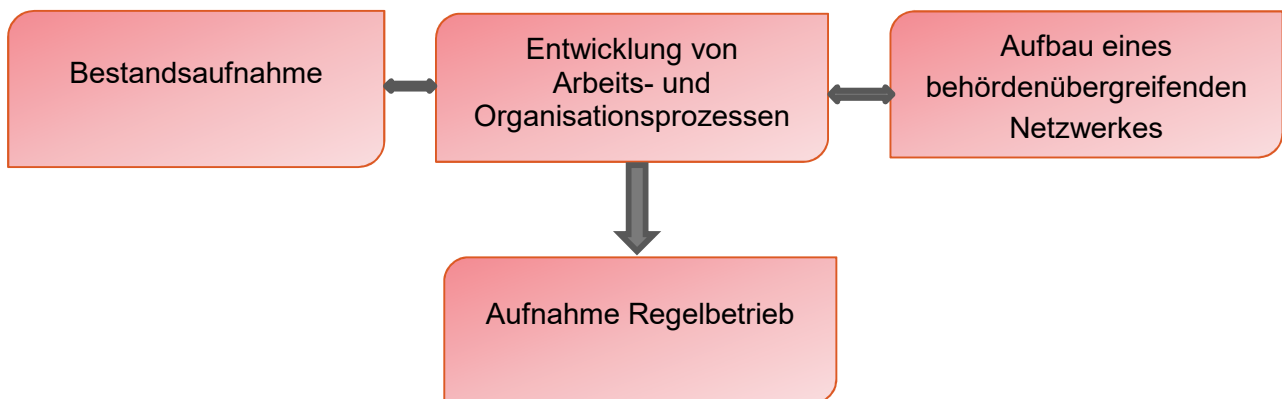 Bestandsaufnahme
Entwicklung von
Arbeits- und
Organisationsprozessen
Aufbau eines
behördenübergreifenden
Netzwerkes
Aufnahme Regelbetrieb